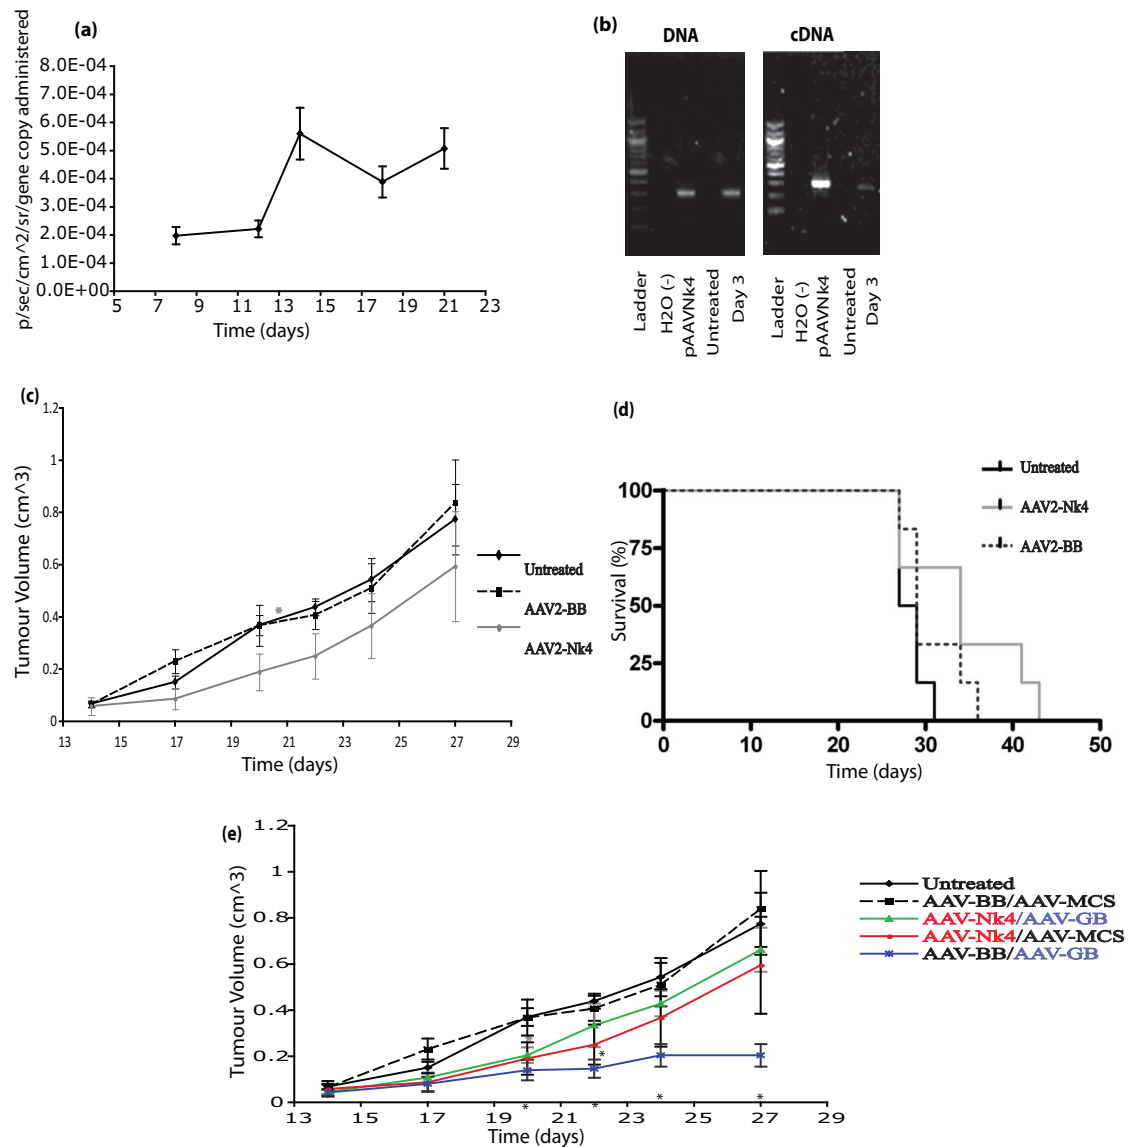 (a)
p/sec/cm^2/sr/gene copy administered
8.0E-04
7.0E-04
6.0E-04
5.0E-04
4.0E-04
3.0E-04
2.0E-04
1.0E-04
0.0E+00
5 7 9 11 13 15 17 19 21 23
Time (days)
(b)
DNA
cDNA
Ladder
H2O (-)
pAAVNk4
Untreated
Day 3
Ladder
H2O (-)
pAAVNk4
Untreated
Day 3
(c)
Tumour Volume (cm^3)
1.2
1
0.8
0.6
0.4
0.2
0
*
13 15 17 19 21 23 25 27 29
Time (days)
Untreated
AAV2-BB
AAV2-Nk4
(d)
Survival (%)
100
75
50
25
0
0 10 20 30 40 50
Time (days)
Untreated
AAV2-Nk4
AAV2-BB
(e)
Tumour Volume (cm^3)
1.2
1
0.8
0.6
0.4
0.2
0
* * * * *
13 15 17 19 21 23 25 27 29
Time (days)
Untreated
AAV-BB/AAV-MCS
AAV-Nk4/AAV-GB
AAV-Nk4/AAV-MCS
AAV-BB/AAV-GB